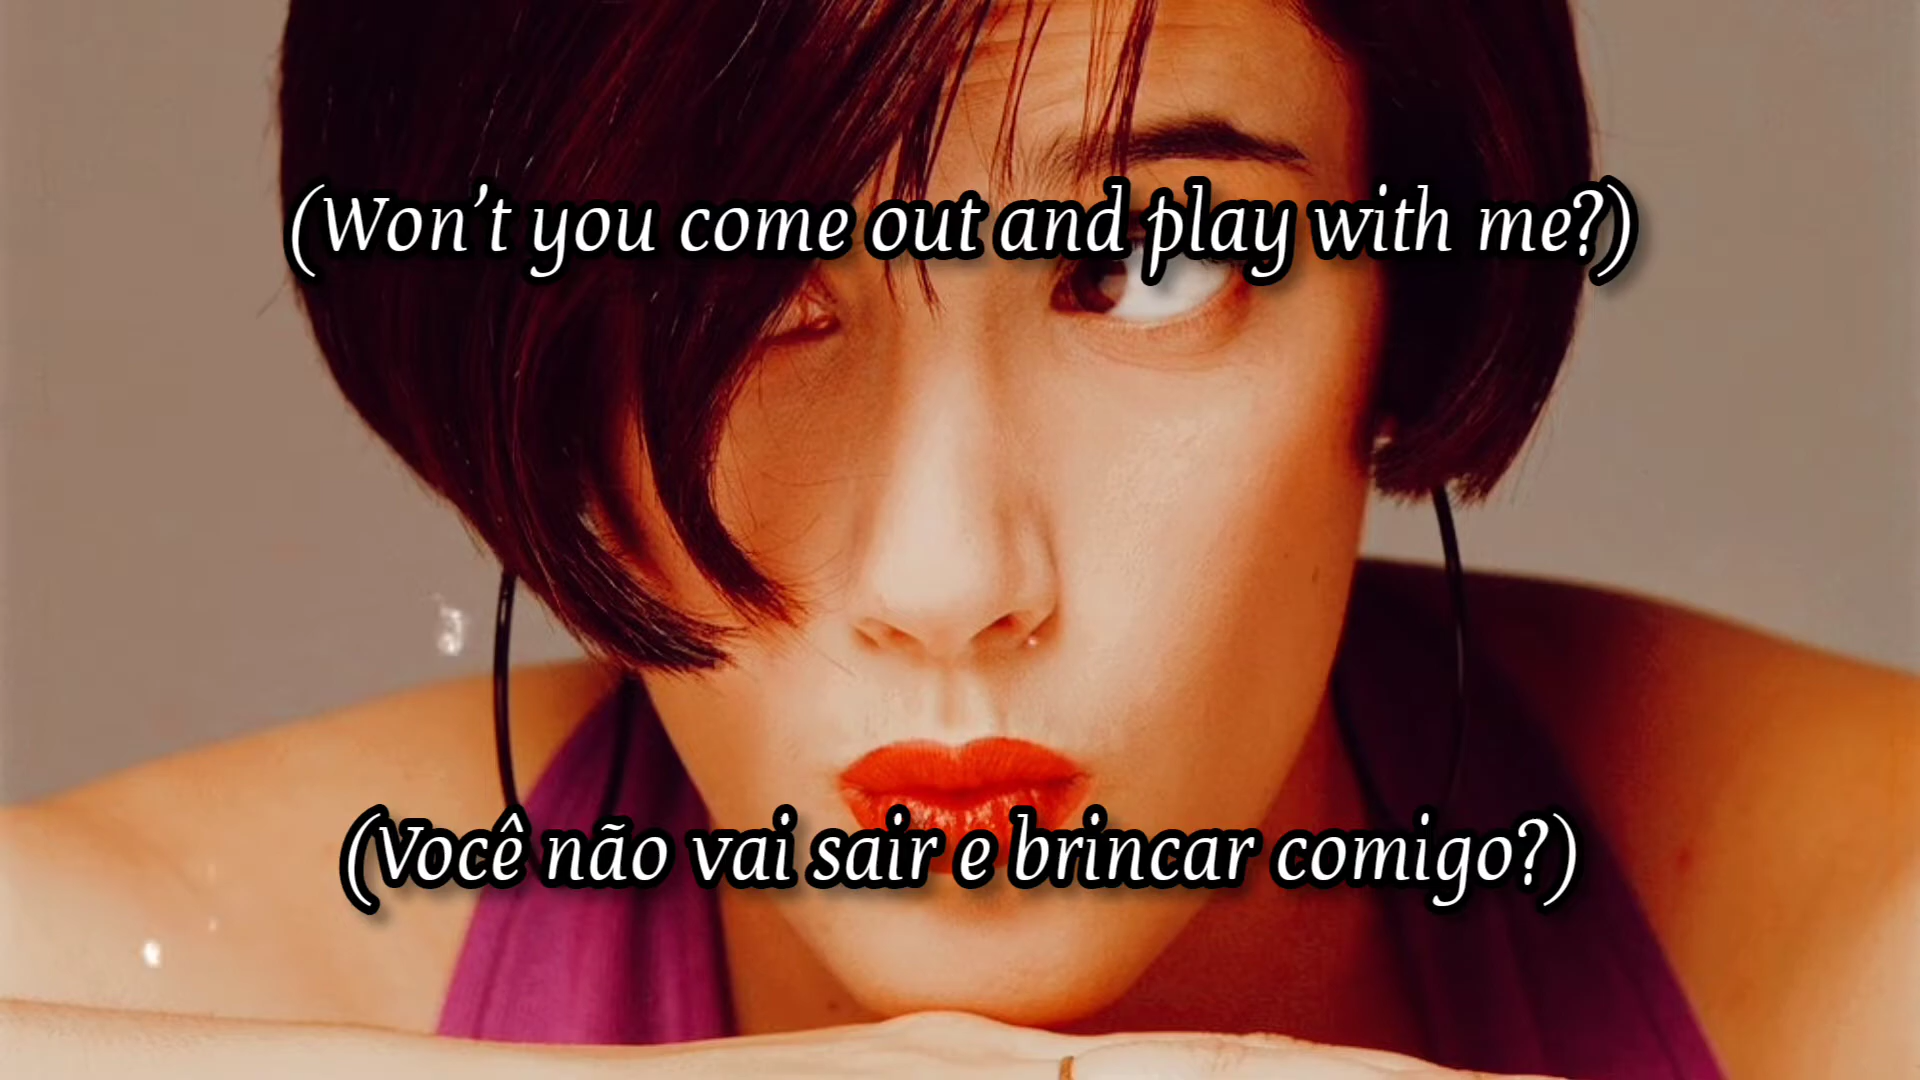 (Won’t you come out and play with me?)
(Você não vai sair e brincar comigo?)